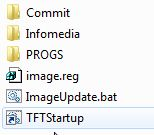 Commit
Infomedia
PROGS
image.reg
ImageUpdate.bat
TFTStartup